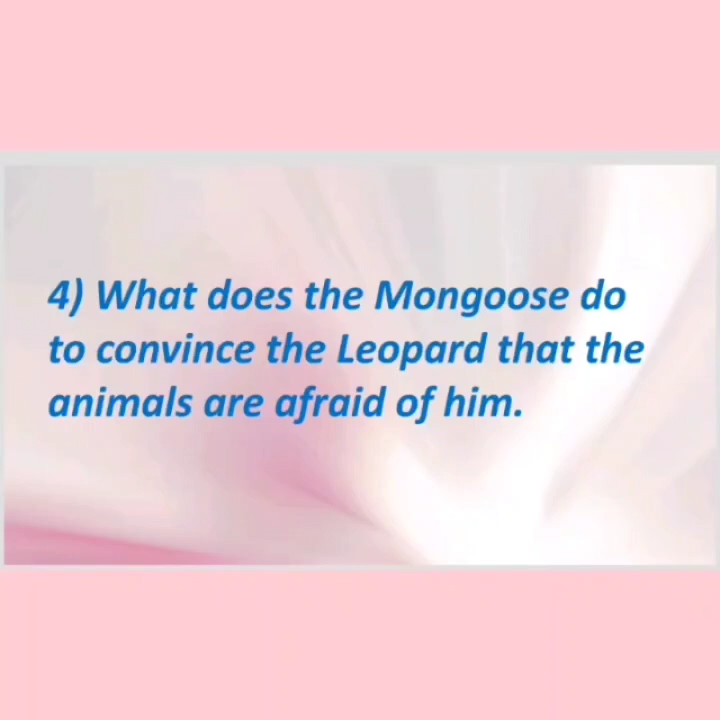 4) What does the Mongoose do
to convince the Leopard that the
animals are afraid of him.